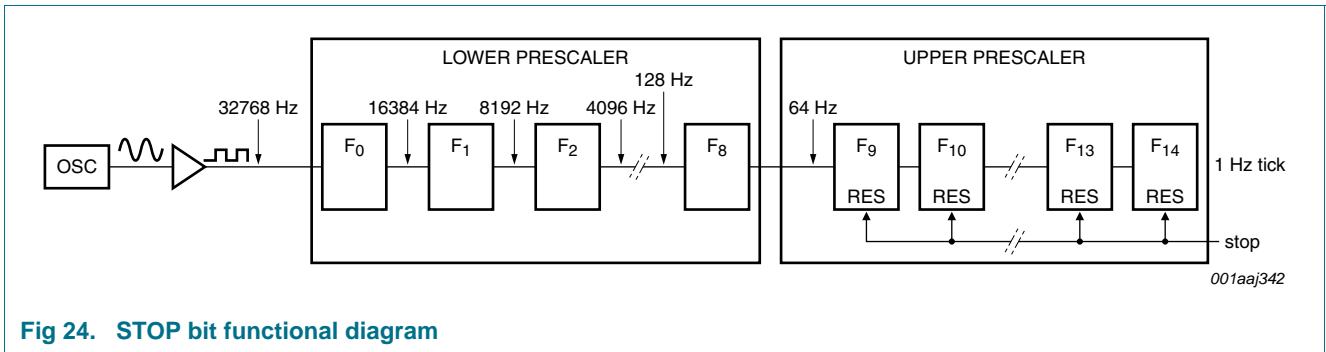 LOWER PRESCALER
UPPER PRESCALER
128 Hz
32768 Hz
16384 Hz
8192 Hz
4096 Hz
64 Hz
OSC
F0
F1
F2
F8
F9
F10
F13
F14
1 Hz tick
RES
RES
RES
RES
stop
001aaj342
Fig 24. STOP bit functional diagram